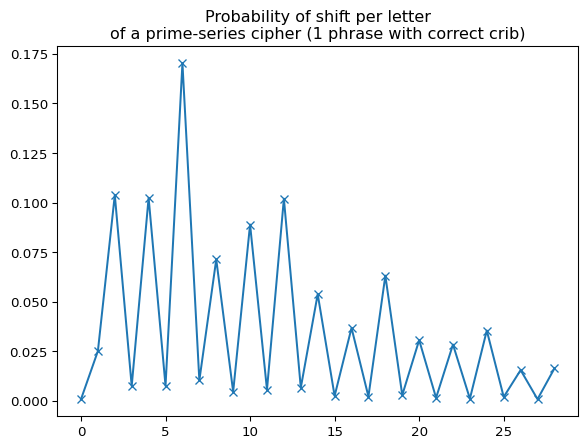 Probability of shift per letter
of a prime-series cipher (1 phrase with correct crib)
0.175
0.150
0.125
0.100
0.075
0.050
0.025
0.000
0 5 10 15 20 25